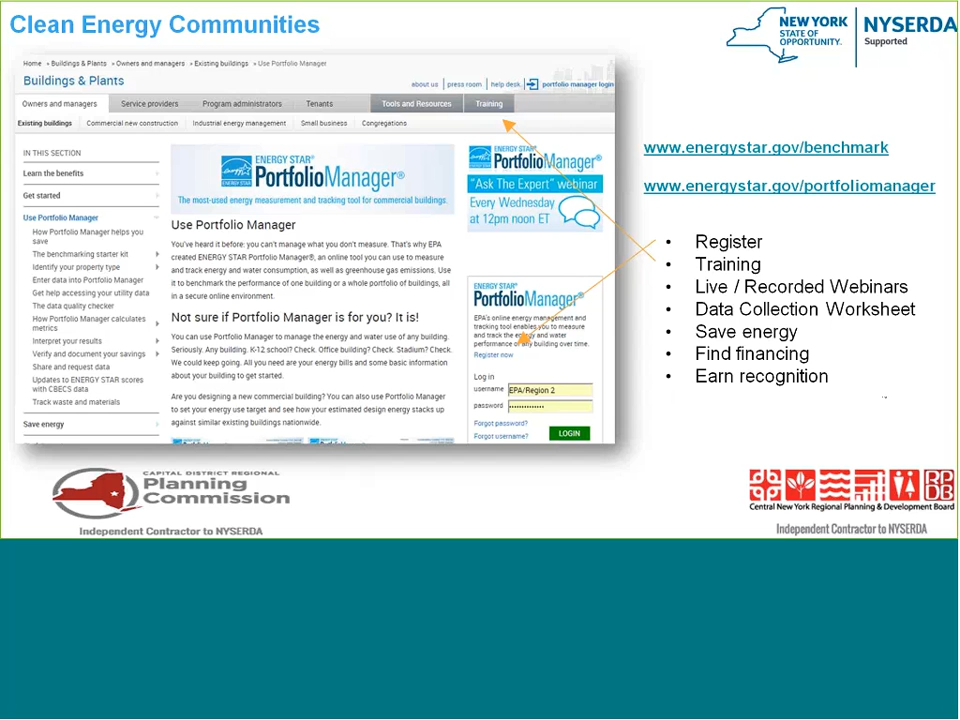 Clean Energy Communities
NEW YORK
STATE OF
OPPORTUNITY.
NYSERDA
Supported
Home » Buildings & Plants » Owners and managers » Existing buildings » Use Portfolio Manager
Buildings & Plants
about us | press room | help desk | portfolio manager login
Owners and managers Service providers Program administrators Tenants Tools and Resources Training
Existing buildings Commercial new construction Industrial energy management Small business Congregations
IN THIS SECTION
Learn the benefits
Get started
Use Portfolio Manager
How Portfolio Manager helps you
save
The benchmarking starter kit
Identify your property type
Enter data into Portfolio Manager
Get help accessing your utility data
The data quality checker
How Portfolio Manager calculates
metrics
Interpret your results
Verify and document your savings
Share and request data
Updates to ENERGY STAR scores
with CBECS data
Track waste and materials
Save energy
ENERGY STAR®
PortfolioManager®
The most-used energy measurement and tracking tool for commercial buildings.
Use Portfolio Manager
You've heard it before: you can't manage what you don't measure. That's why EPA
created ENERGY STAR Portfolio Manager®, an online tool you can use to measure
and track energy and water consumption, as well as greenhouse gas emissions. Use
it to benchmark the performance of one building or a whole portfolio of buildings, all
in a secure online environment.
Not sure if Portfolio Manager is for you? It is!
You can use Portfolio Manager to manage the energy and water use of any building.
Seriously. Any building. K-12 school? Check. Office building? Check. Stadium? Check.
We could keep going. All you need are your energy bills and some basic information
about your building to get started.
Are you designing a new commercial building? You can also use Portfolio Manager
to set your energy use target and see how your estimated design energy stacks up
against similar existing buildings nationwide.
ENERGY STAR®
PortfolioManager®
"Ask The Expert" webinar
Every Wednesday
at 12pm noon ET
ENERGY STAR®
PortfolioManager®
EPA's online energy management and
tracking tool enables you to measure
and track the energy and water
performance of any building over time.
Register now
Log in
username EPA/Region 2
password ••••••••••••••
Forgot password?
Forgot username?
LOGIN
www.energystar.gov/benchmark
www.energystar.gov/portfoliomanager
• Register
• Training
• Live / Recorded Webinars
• Data Collection Worksheet
• Save energy
• Find financing
• Earn recognition
CAPITAL DISTRICT REGIONAL
Planning
Commission
Independent Contractor to NYSERDA
RP
DB
Central New York Regional Planning & Development Board
Independent Contractor to NYSERDA